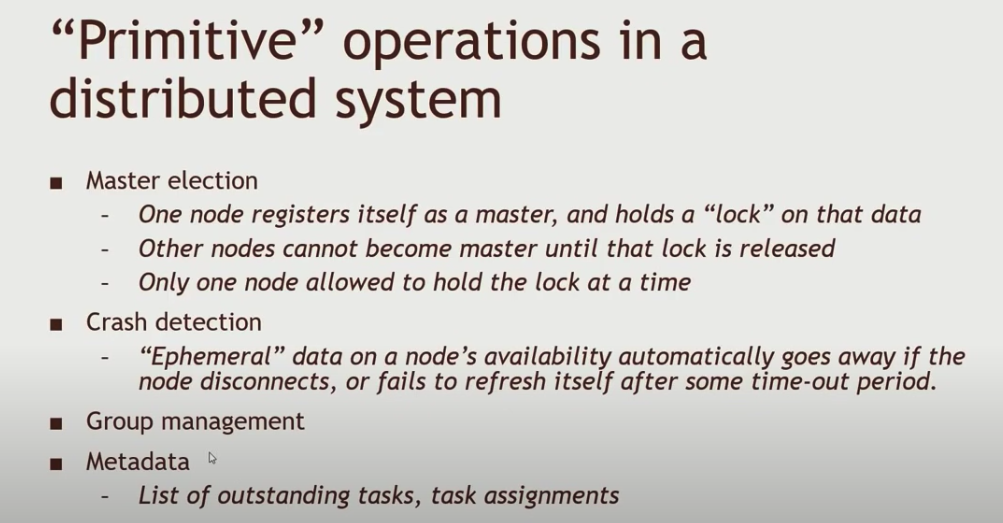 “Primitive” operations in a
distributed system
■ Master election
– One node registers itself as a master, and holds a “lock” on that data
– Other nodes cannot become master until that lock is released
– Only one node allowed to hold the lock at a time
■ Crash detection
– “Ephemeral” data on a node’s availability automatically goes away if the
node disconnects, or fails to refresh itself after some time-out period.
■ Group management
■ Metadata
– List of outstanding tasks, task assignments